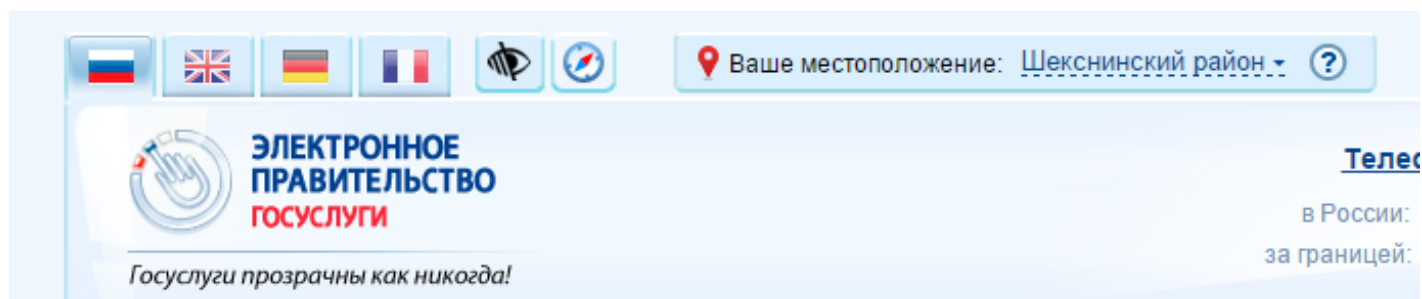 Ваше местоположение: Шекснинский район
ЭЛЕКТРОННОЕ
ПРАВИТЕЛЬСТВО
ГОСУСЛУГИ
Госуслуги прозрачны как никогда!
в России:
за границей: